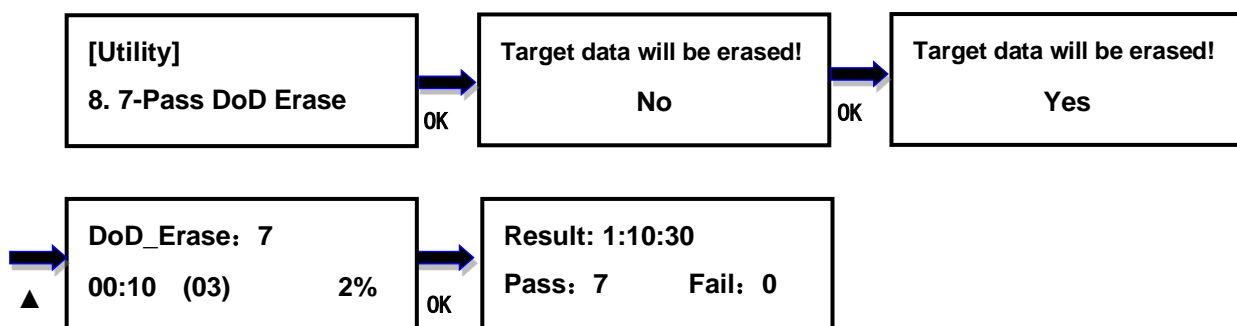 [Utility]
8. 7-Pass DoD Erase
OK
Target data will be erased!
No
OK
Target data will be erased!
Yes
▲
DoD_Erase：7
00:10 (03) 2%
OK
Result: 1:10:30
Pass：7 Fail：0